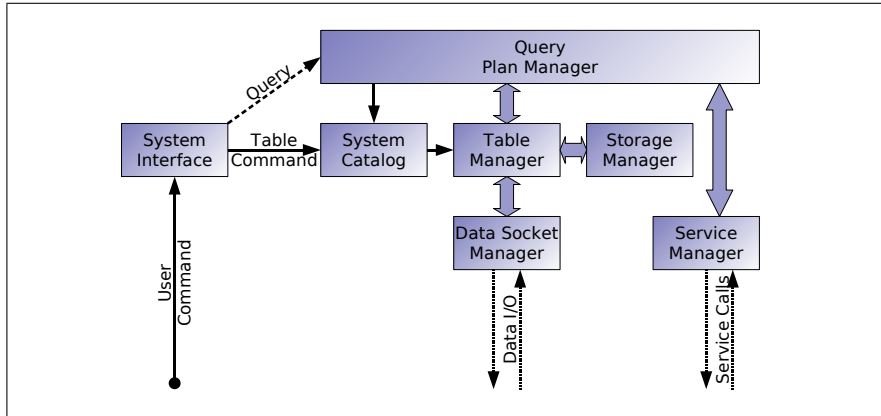 Query
Plan Manager
Query
System
Interface
Table
Command
System
Catalog
Table
Manager
Storage
Manager
Data Socket
Manager
Service
Manager
User
Command
Data I/O
Service Calls